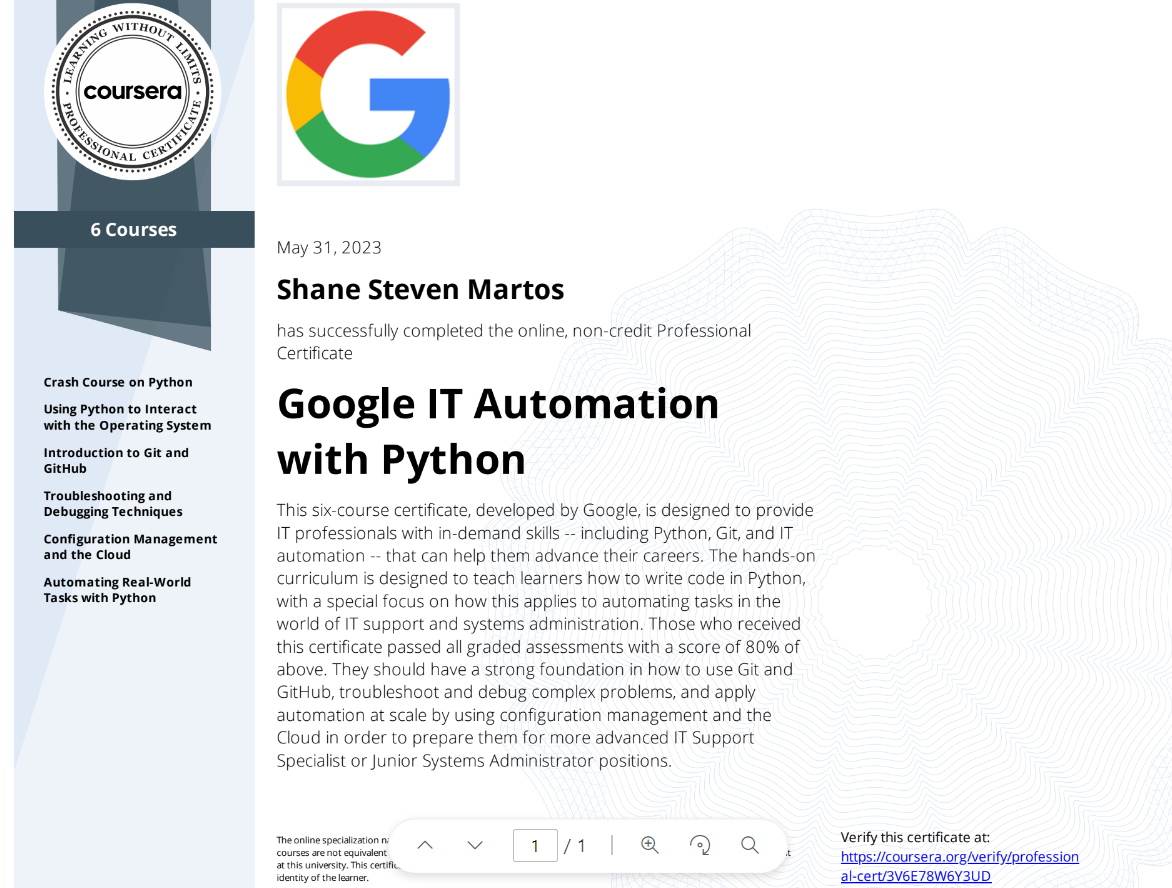 LEARNING WITHOUT LIMITS
coursera
PROFESSIONAL CERTIFICATE
6 Courses
Crash Course on Python
Using Python to Interact
with the Operating System
Introduction to Git and
GitHub
Troubleshooting and
Debugging Techniques
Configuration Management
and the Cloud
Automating Real-World
Tasks with Python
May 31, 2023
Shane Steven Martos
has successfully completed the online, non-credit Professional
Certificate
Google IT Automation
with Python
This six-course certificate, developed by Google, is designed to provide
IT professionals with in-demand skills -- including Python, Git, and IT
automation -- that can help them advance their careers. The hands-on
curriculum is designed to teach learners how to write code in Python,
with a special focus on how this applies to automating tasks in the
world of IT support and systems administration. Those who received
this certificate passed all graded assessments with a score of 80% of
above. They should have a strong foundation in how to use Git and
GitHub, troubleshoot and debug complex problems, and apply
automation at scale by using configuration management and the
Cloud in order to prepare them for more advanced IT Support
Specialist or Junior Systems Administrator positions.
The online specialization
courses are not equivalent
at this university. This
identity of the learner.
1 / 1
Verify this certificate at:
https://coursera.org/verify/profession
al-cert/3V6E78W6Y3UD